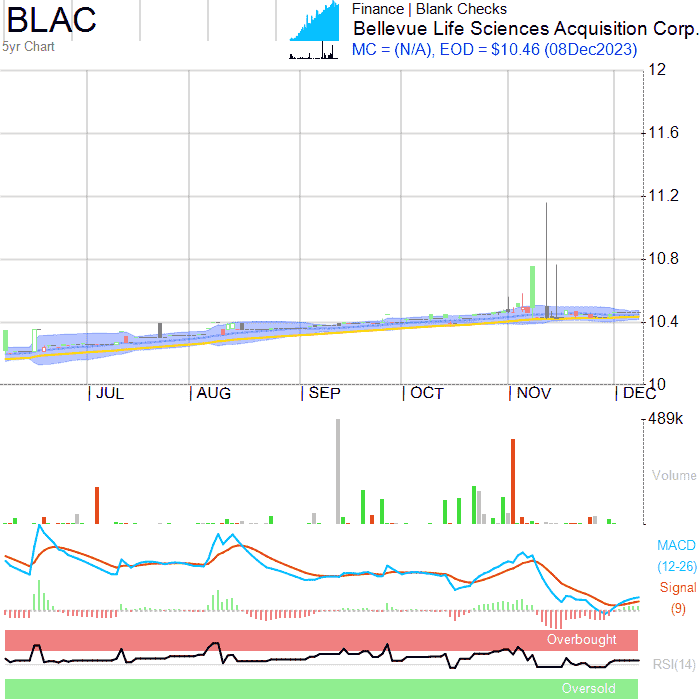 BLAC
5yr Chart
Finance | Blank Checks
Bellevue Life Sciences Acquisition Corp.
MC = (N/A), EOD = $10.46 (08Dec2023)
12
11.6
11.2
10.8
10.4
10
JUL
AUG
SEP
OCT
NOV
DEC
489k
Volume
MACD
(12-26)
Signal
(9)
Overbought
RSI(14)
Oversold